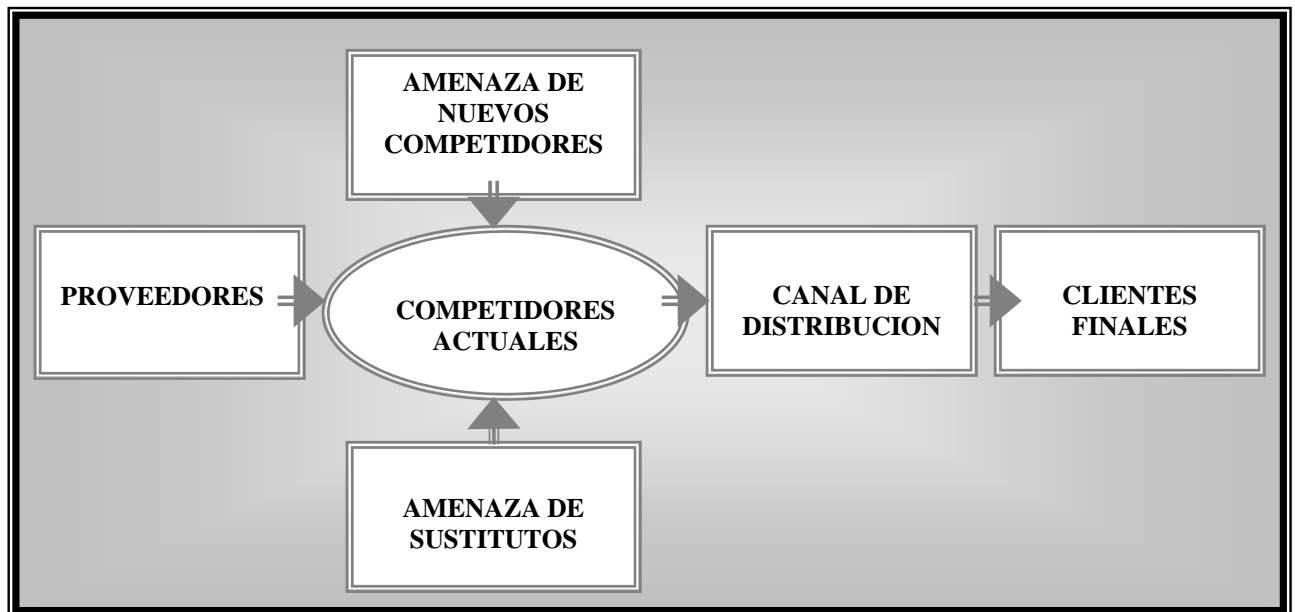 AMENAZA DE
NUEVOS
COMPETIDORES
PROVEEDORES
COMPETIDORES
ACTUALES
CANAL DE
DISTRIBUCION
CLIENTES
FINALES
AMENAZA DE
SUSTITUTOS